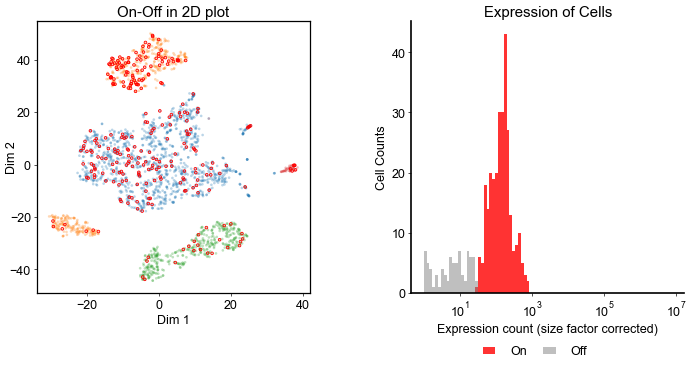 On-Off in 2D plot
Expression of Cells
Dim 2
40
20
0
−20
−40
−20
0
20
40
Dim 1
Cell Counts
40
30
20
10
0
10^1
10^3
10^5
10^7
Expression count (size factor corrected)
On
Off